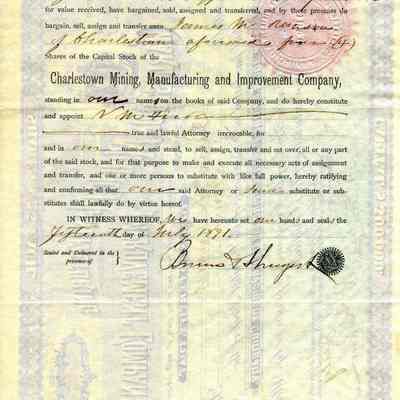 for value received, have bargained, sold, assigned and transferred, and by these presents do
bargain, sell, assign and transfer unto James M. Ranson
of Charlestown aforesaid four (4)
Shares of the Capital Stock of the
Charlestown Mining, Manufacturing and Improvement Company,
standing in our names on the books of said Company, and do hereby constitute
and appoint
true and lawful Attorney irrevocable, for
and in our names and stead, to sell, assign, transfer and set over, all or any part
of the said stock, and for that purpose to make and execute all necessary acts of assignment
and transfer, and one or more persons to substitute with like full power, hereby ratifying
and confirming all that our said Attorney or substitute or sub-
stitutes shall lawfully do by virtue hereof.
IN WITNESS WHEREOF, we have hereunto set our hand and seal the
fifteenth day of July 1891.
Sealed and Delivered in the
presence of